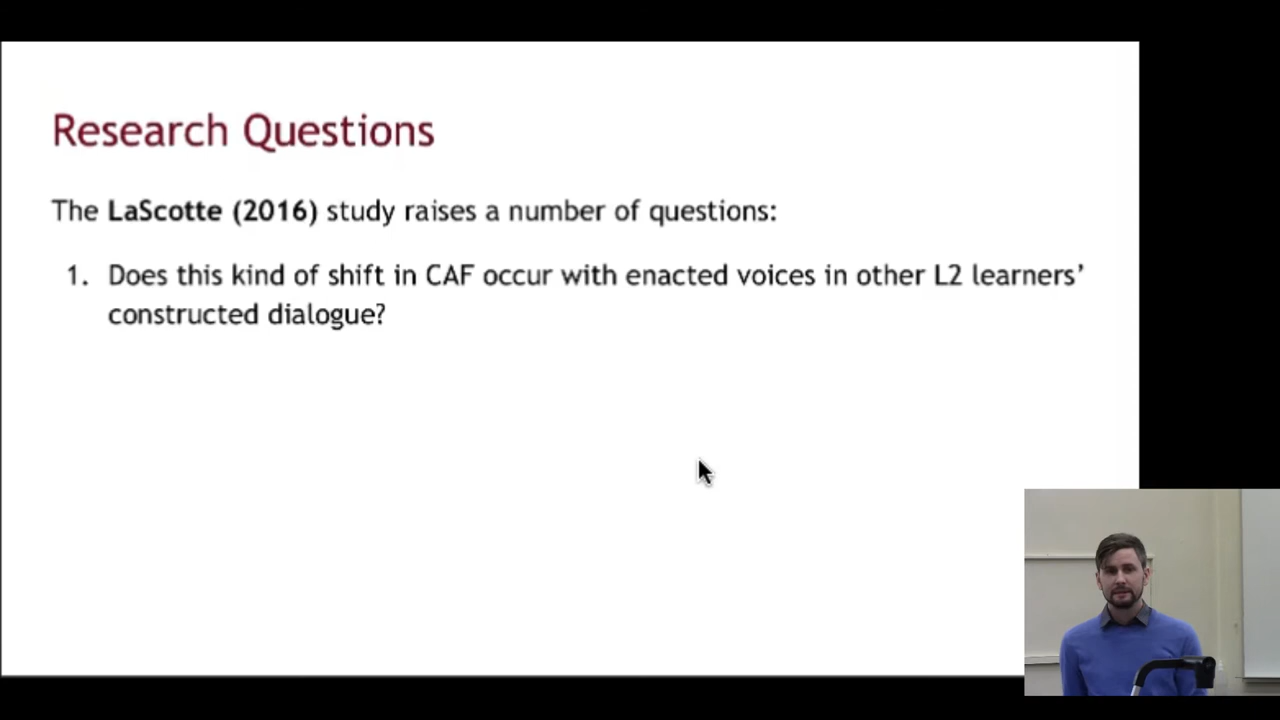 Research Questions
The LaScotte (2016) study raises a number of questions:
1. Does this kind of shift in CAF occur with enacted voices in other L2 learners’
constructed dialogue?